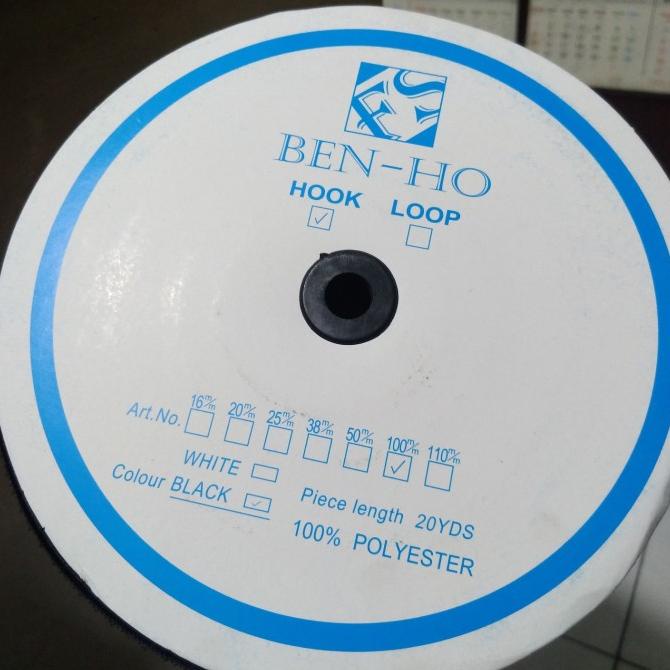 BEN-HO
HOOK LOOP
Art.No. 16m/m 20m/m 25m/m 38m/m 50m/m 100m/m 110m/m
WHITE
Colour BLACK
Piece length 20YDS
100% POLYESTER